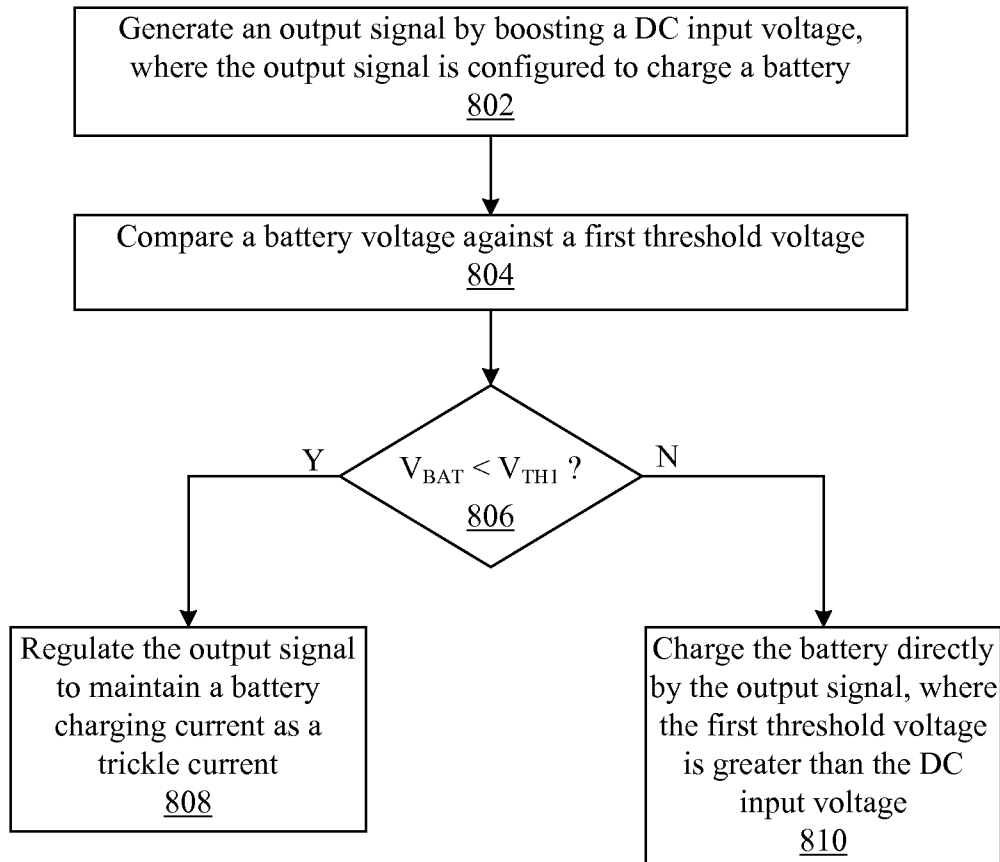 Generate an output signal by boosting a DC input voltage,
where the output signal is configured to charge a battery
802
Compare a battery voltage against a first threshold voltage
804
Y
N
V_BAT < V_TH1 ?
806
Regulate the output signal
to maintain a battery
charging current as a
trickle current
808
Charge the battery directly
by the output signal, where
the first threshold voltage
is greater than the DC
input voltage
810